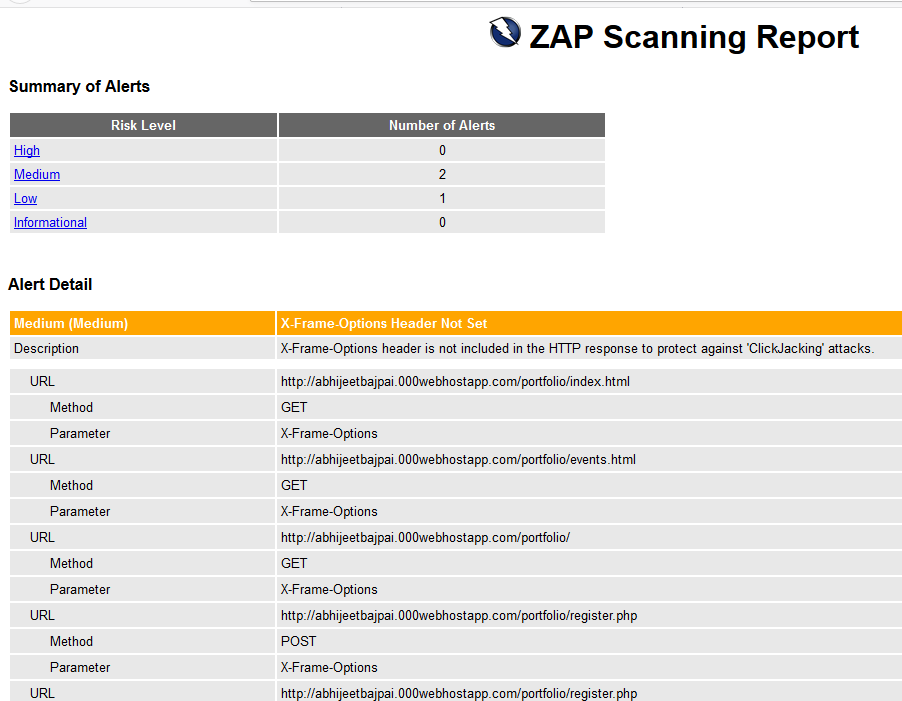 ZAP Scanning Report
Summary of Alerts
Risk Level Number of Alerts
High 0
Medium 2
Low 1
Informational 0
Alert Detail
Medium (Medium) X-Frame-Options Header Not Set
Description X-Frame-Options header is not included in the HTTP response to protect against 'ClickJacking' attacks.
URL http://abhijeetbajpai.000webhostapp.com/portfolio/index.html
Method GET
Parameter X-Frame-Options
URL http://abhijeetbajpai.000webhostapp.com/portfolio/events.html
Method GET
Parameter X-Frame-Options
URL http://abhijeetbajpai.000webhostapp.com/portfolio/
Method GET
Parameter X-Frame-Options
URL http://abhijeetbajpai.000webhostapp.com/portfolio/register.php
Method POST
Parameter X-Frame-Options
URL http://abhijeetbajpai.000webhostapp.com/portfolio/register.php